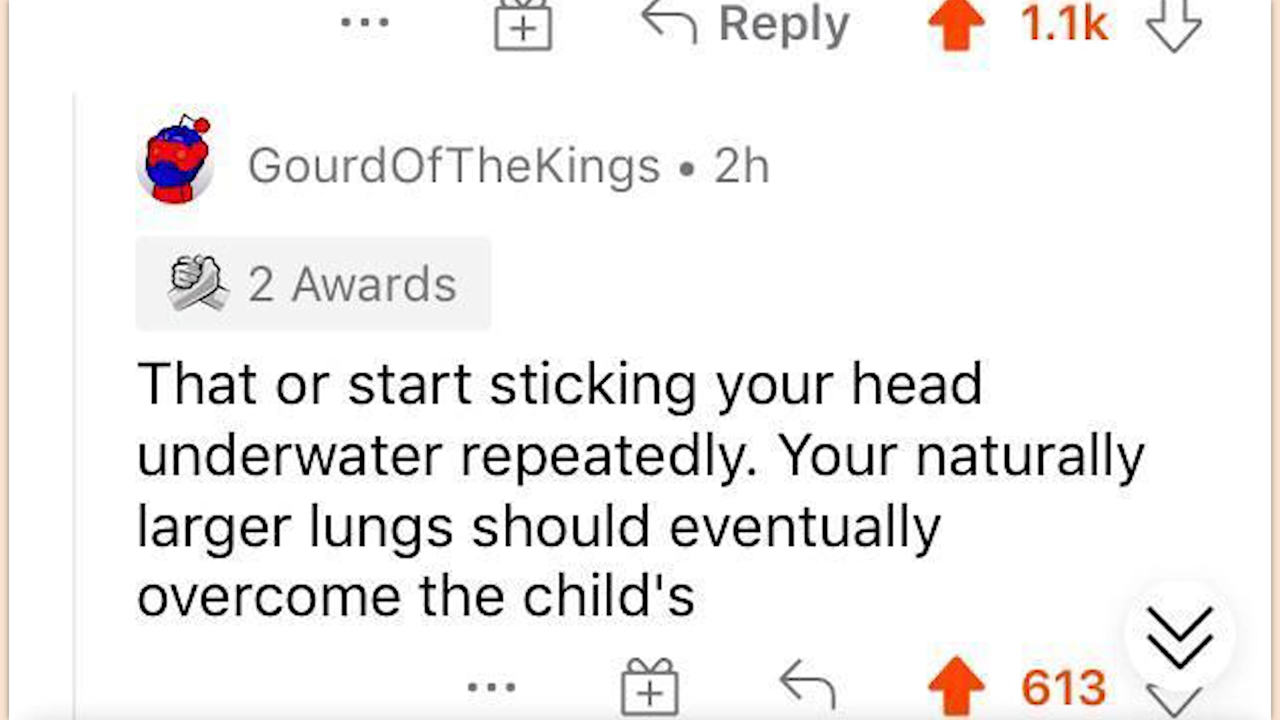 Reply 1.1k
GourdOfTheKings • 2h
2 Awards
That or start sticking your head
underwater repeatedly. Your naturally
larger lungs should eventually
overcome the child's
613